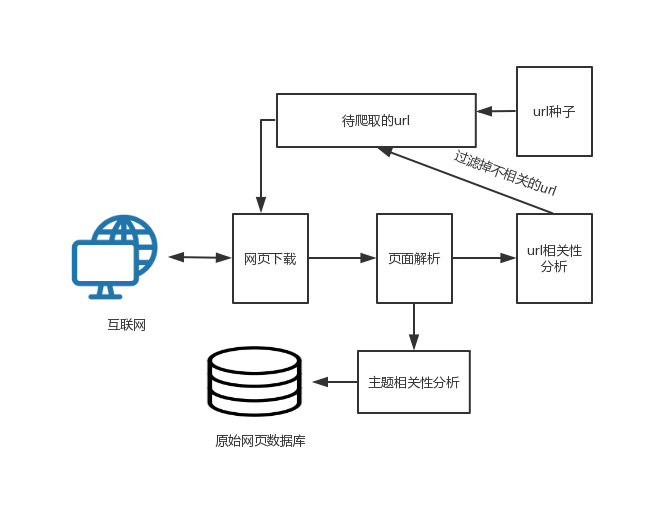 url种子
待爬取的url
过滤掉不相关的url
网页下载
页面解析
url相关性
分析
互联网
主题相关性分析
原始网页数据库